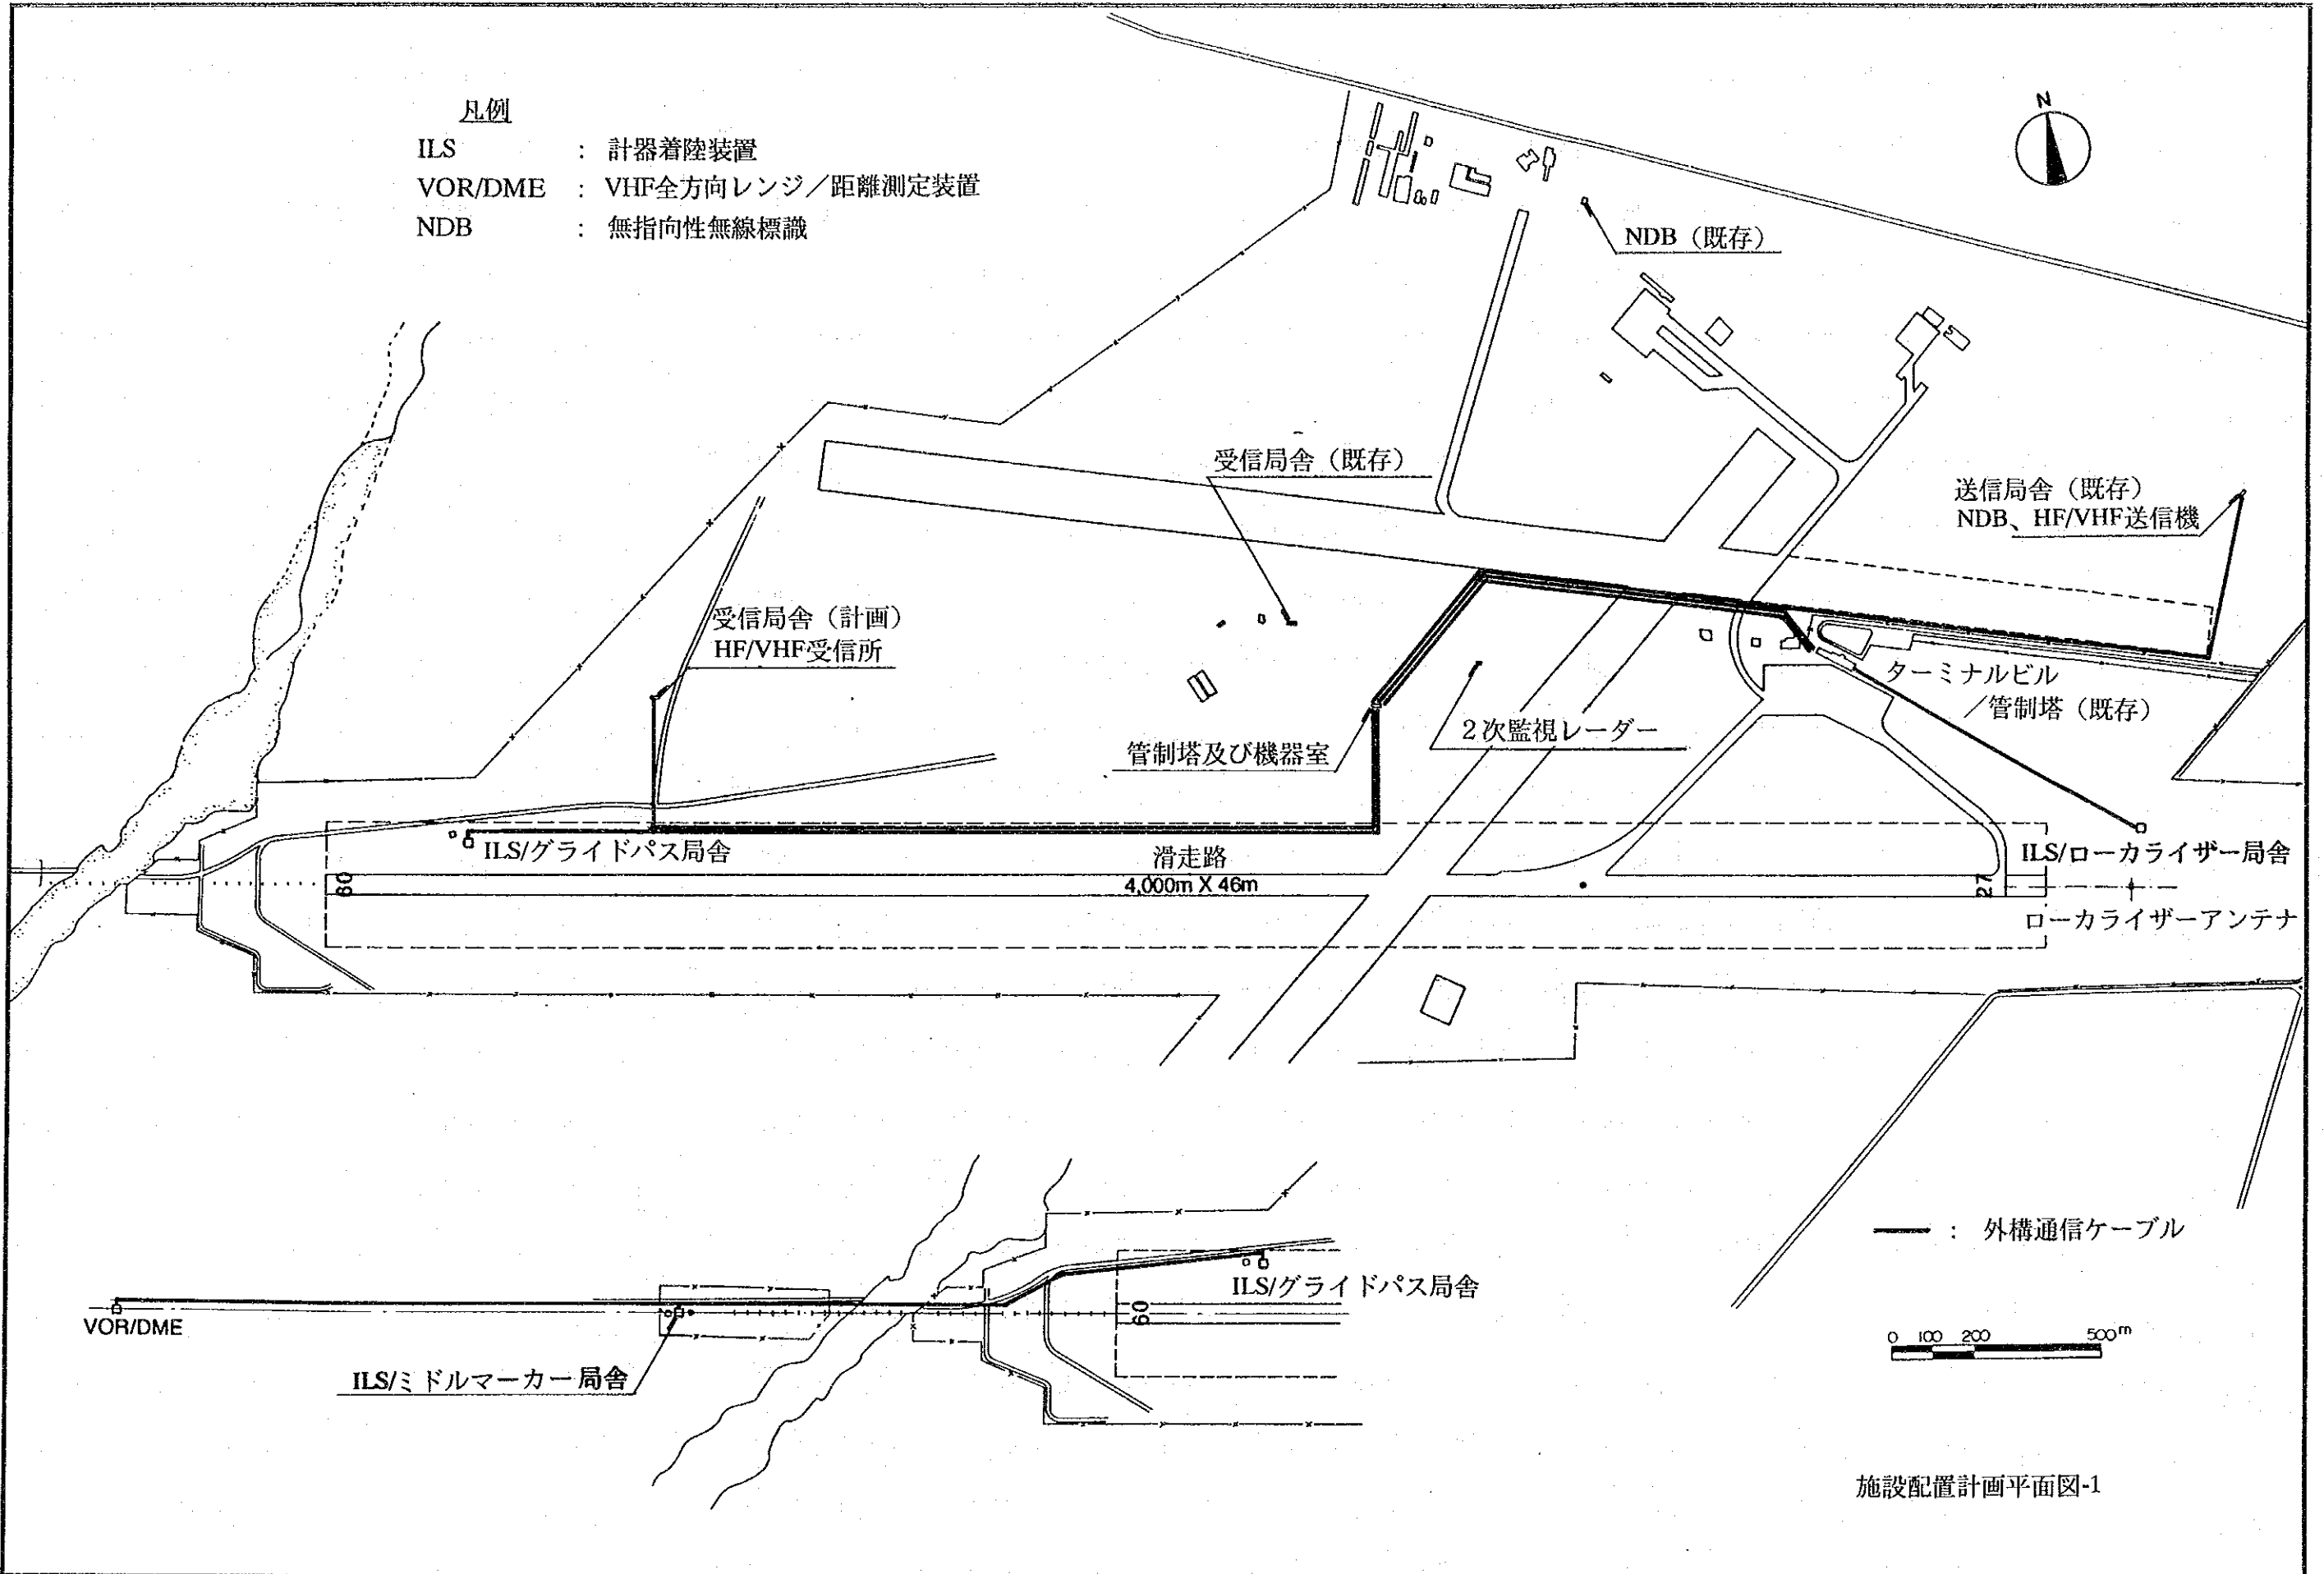 凡例
ILS : 計器着陸装置
VOR/DME : VHF全方向レンジ／距離測定装置
NDB : 無指向性無線標識
N
NDB（既存）
受信局舎（既存）
送信局舎（既存）
NDB、HF/VHF送信機
受信局舎（計画）
HF/VHF受信所
ターミナルビル
／管制塔（既存）
2次監視レーダー
管制塔及び機器室
ILS/グライドパス局舎
滑走路
4,000m X 46m
09
27
ILS/ローカライザー局舎
ローカライザーアンテナ
ILS/グライドパス局舎
09
VOR/DME
ILS/ミドルマーカー局舎
: 外構通信ケーブル
0 100 200 500m
施設配置計画平面図-1